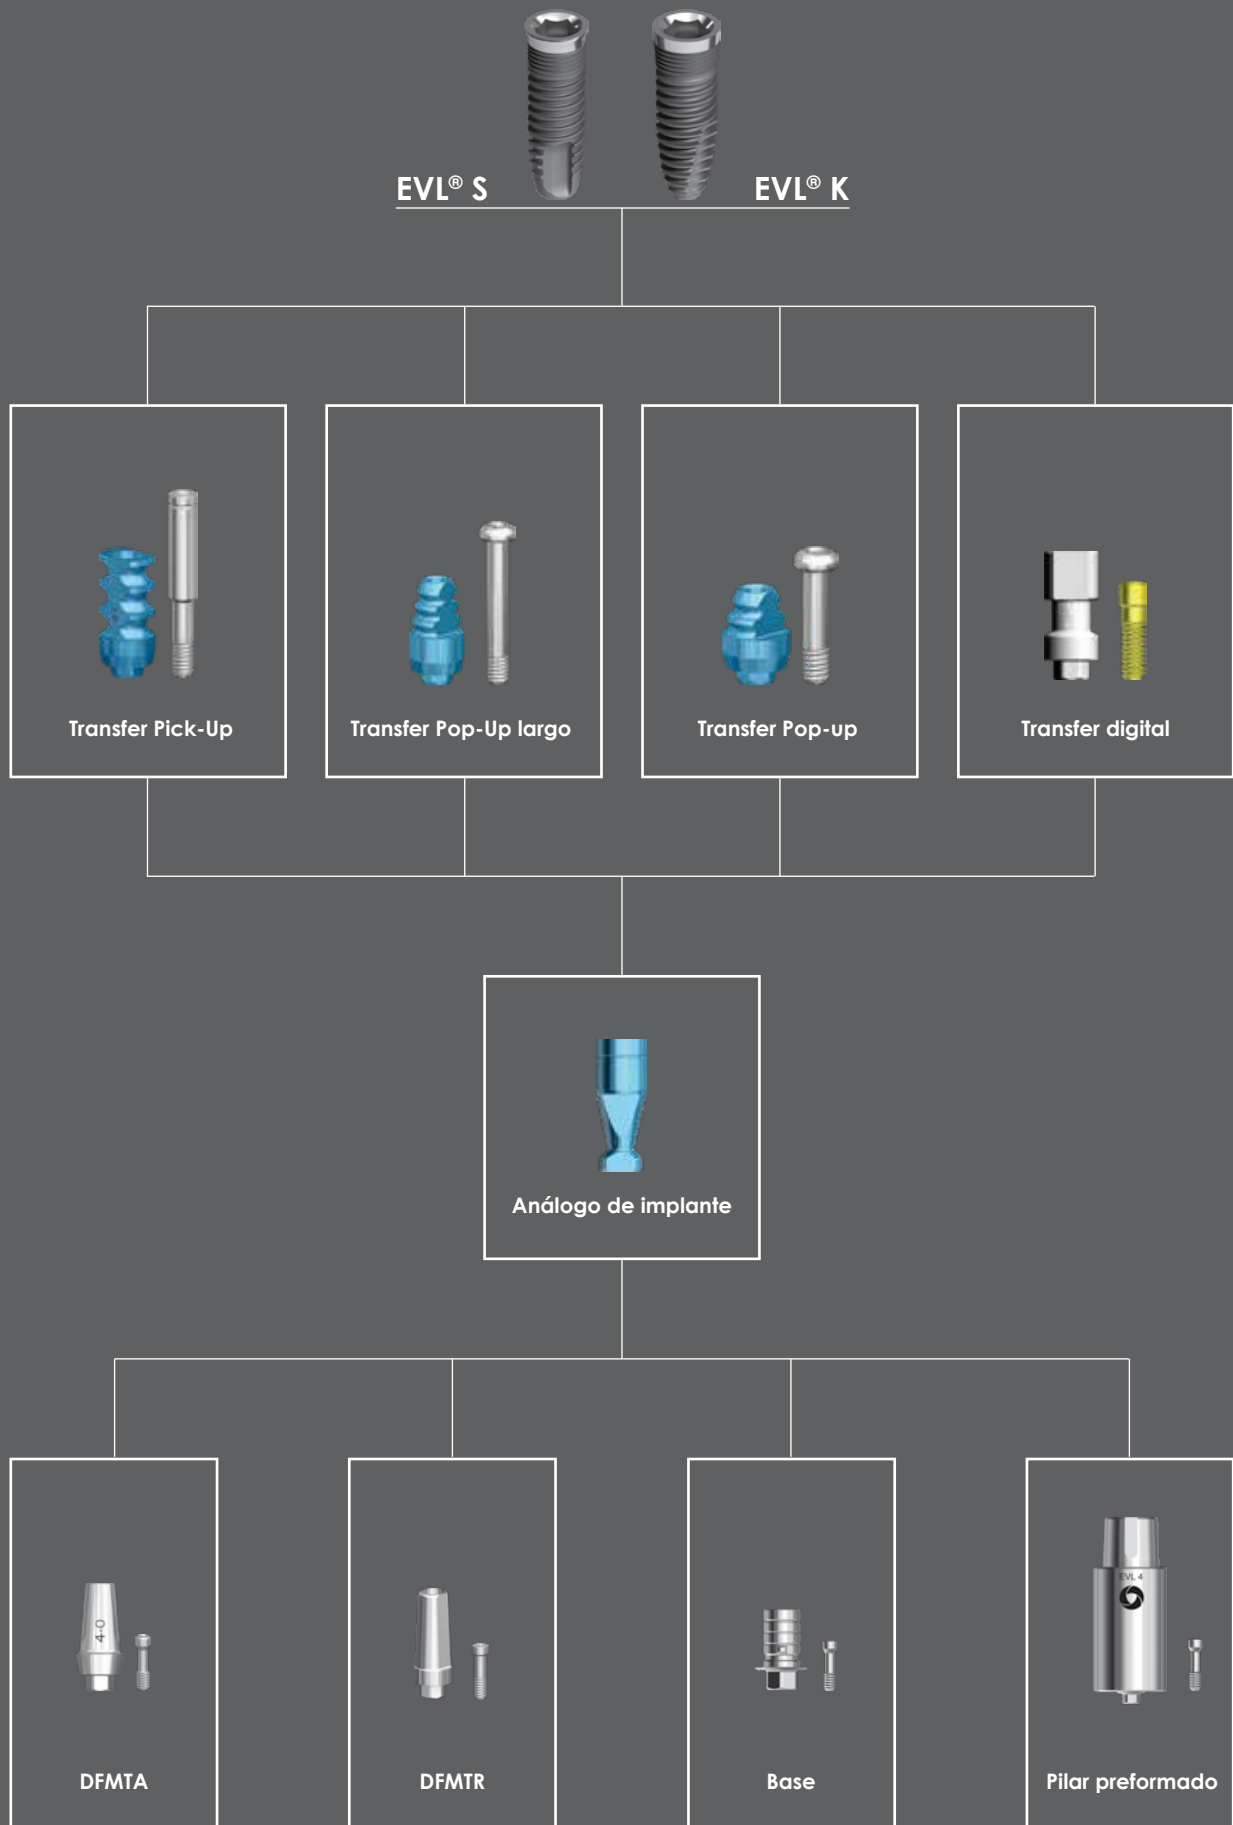 EVL® S
EVL® K
Transfer Pick-Up
Transfer Pop-Up largo
Transfer Pop-up
Transfer digital
Análogo de implante
4-0
EVL 4
DFMTA
DFMTR
Base
Pilar preformado